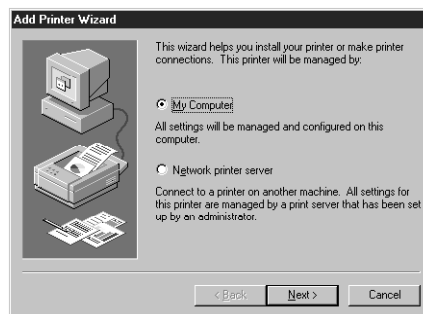 Add Printer Wizard
This wizard helps you install your printer or make printer
connections. This printer will be managed by:
My Computer
All settings will be managed and configured on this
computer.
Network printer server
Connect to a printer on another machine. All settings for
this printer are managed by a print server that has been set
up by an administrator.
< Back
Next >
Cancel